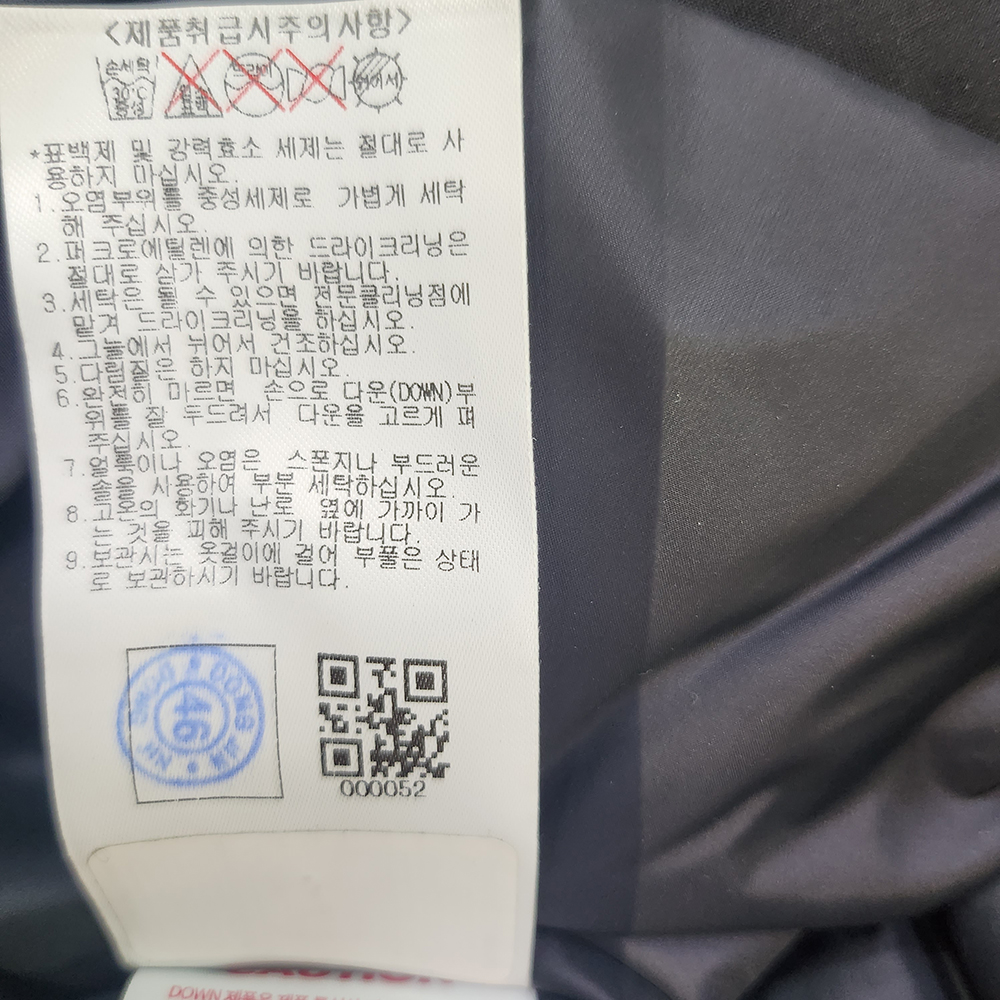 <제품취급시주의사항>
손세탁
30℃
중성
드라이
뉘어서
*표백제 및 강력효소 세제는 절대로 사
용하지 마십시오.
1.오염부위를 중성세제로 가볍게 세탁
해 주십시오.
2.퍼크로에틸렌에 의한 드라이크리닝은
절대로 삼가 주시기 바랍니다.
3.세탁은 될 수 있으면 전문클리닝점에
맡겨 드라이크리닝을 하십시오.
4.그늘에서 뉘어서 건조하십시오.
5.다림질은 하지 마십시오.
6.완전히 마르면 손으로 다운(DOWN)부
위를 잘 두드려서 다운을 고르게 펴
주십시오.
7.얼룩이나 오염은 스폰지나 부드러운
솔을 사용하여 부분 세탁하십시오.
8.고온의 화기나 난로 옆에 가까이 가
는 것을 피해 주시기 바랍니다.
9.보관시는 옷걸이에 걸어 부풀은 상태
로 보관하시기 바랍니다.
46
000052
CAUTION
DOWN